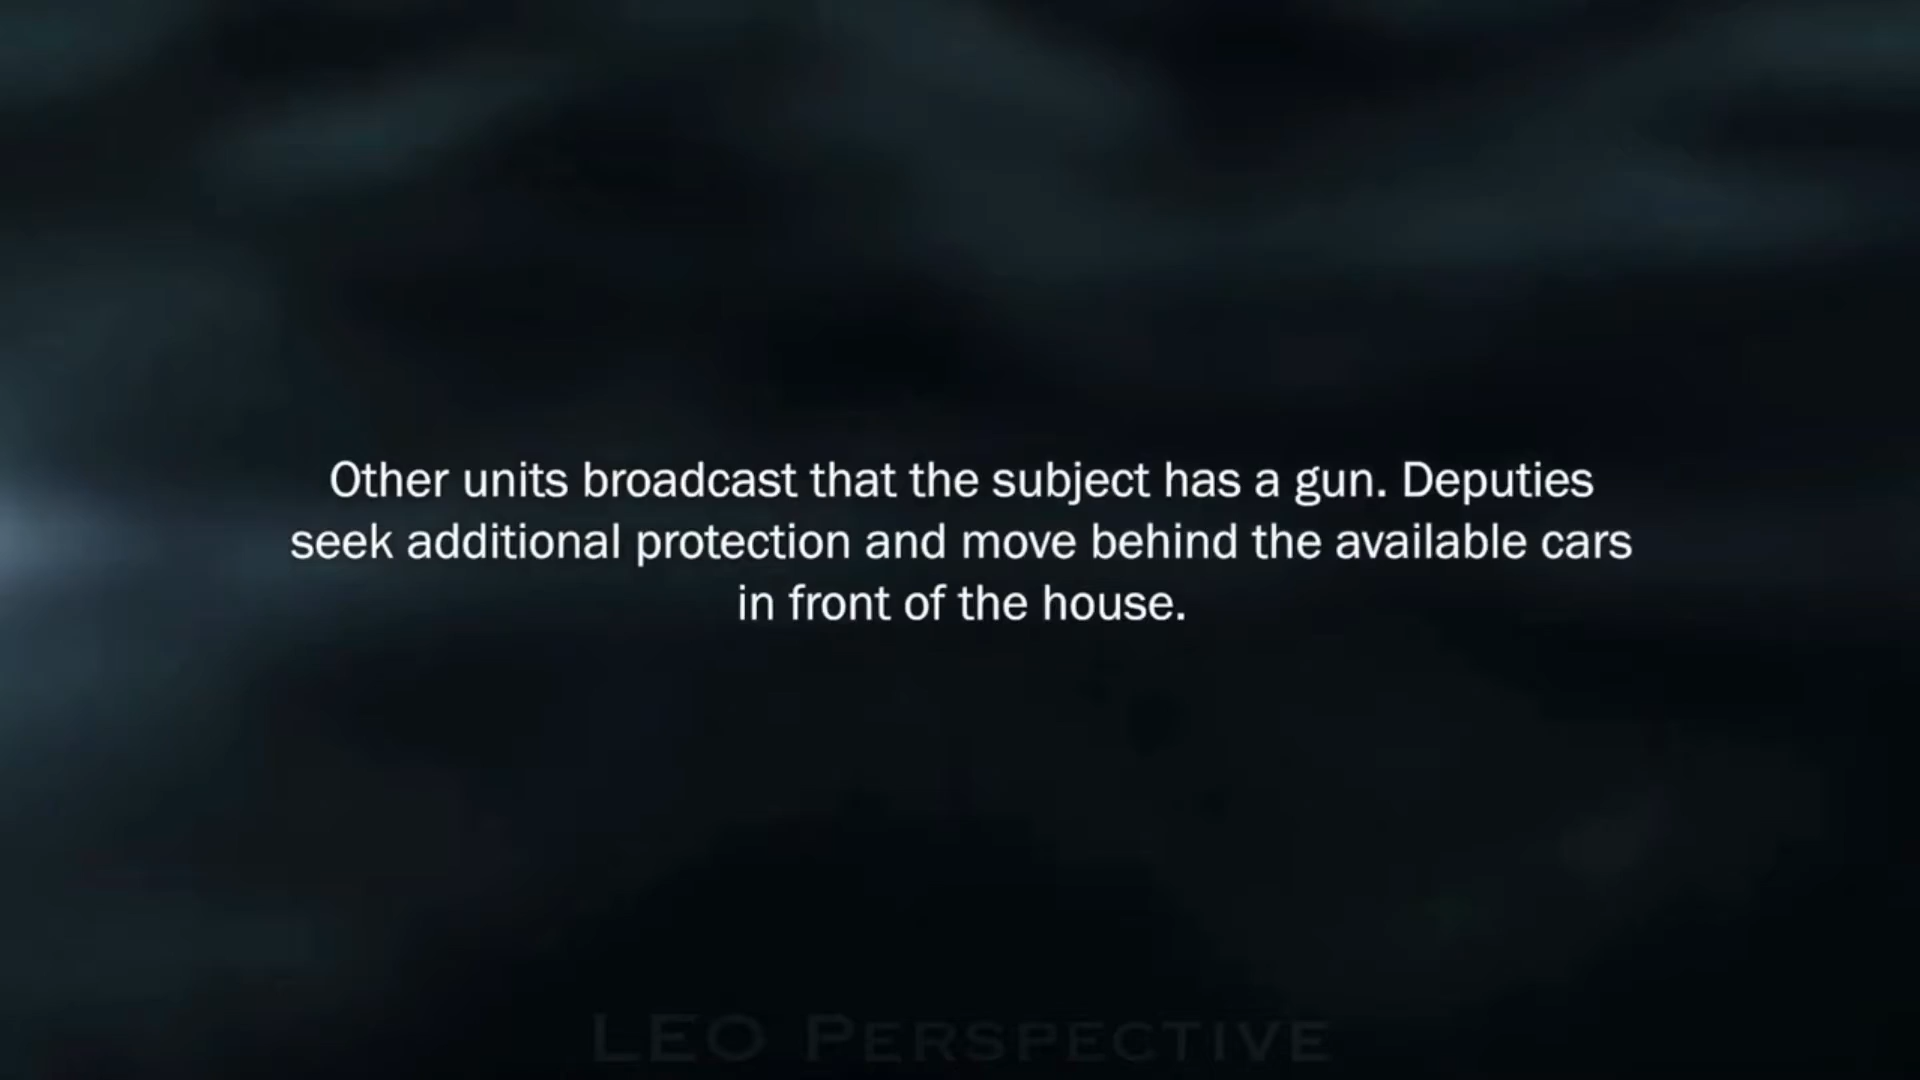 Other units broadcast that the subject has a gun. Deputies
seek additional protection and move behind the available cars
in front of the house.
LEO PERSPECTIVE